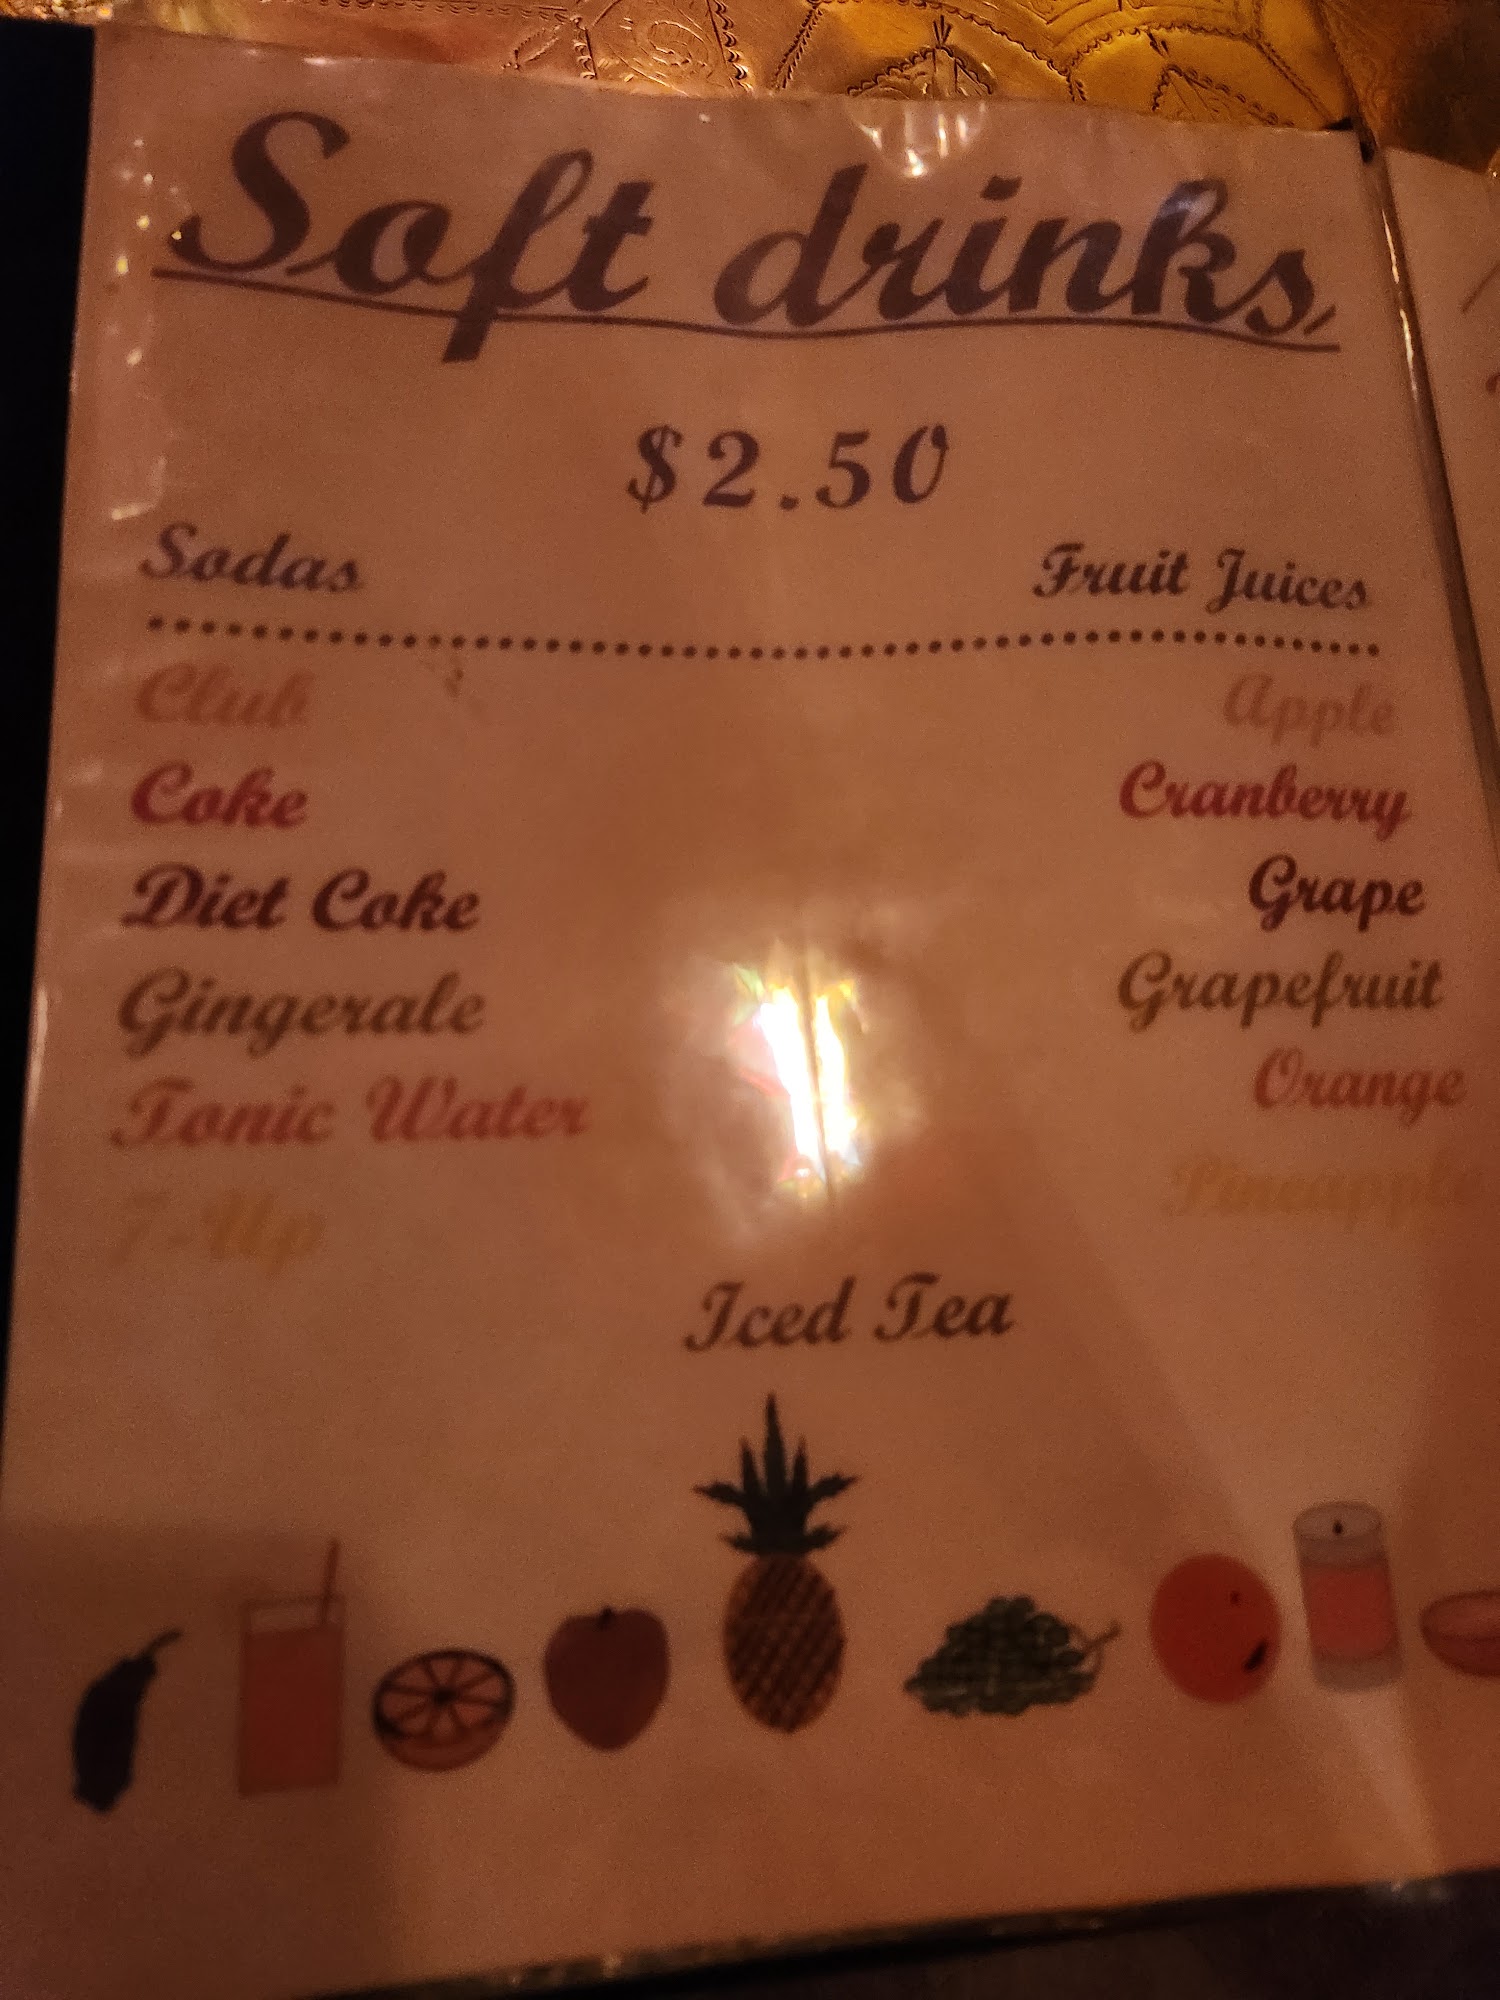 Soft drinks
$2.50
Sodas
Fruit Juices
Club
Apple
Coke
Cranberry
Diet Coke
Grape
Gingerale
Grapefruit
Tonic Water
Orange
7-Up
Pineapple
Iced Tea